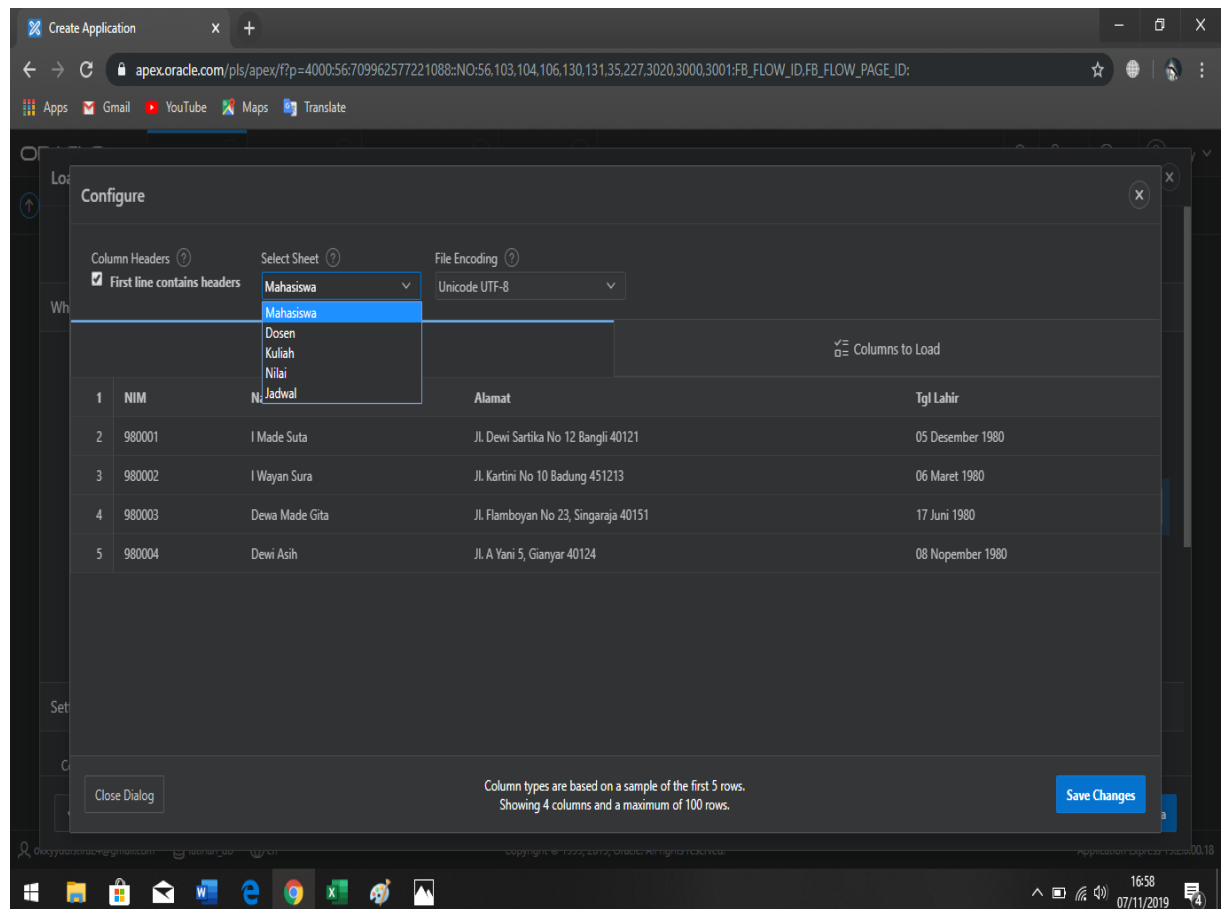 Create Application
apex.oracle.com/pls/apex/f?p=4000:56:709962577221088::NO:56,103,104,106,130,131,35,227,3020,3000,3001:FB_FLOW_ID,FB_FLOW_PAGE_ID:
Apps Gmail YouTube Maps Translate
Configure
Column Headers ? Select Sheet ? File Encoding ?
First line contains headers Mahasiswa Unicode UTF-8
Mahasiswa
Dosen
Kuliah
Nilai
Jadwal
Columns to Load
1 NIM Alamat Tgl Lahir
2 980001 I Made Suta Jl. Dewi Sartika No 12 Bangli 40121 05 Desember 1980
3 980002 I Wayan Sura Jl. Kartini No 10 Badung 451213 06 Maret 1980
4 980003 Dewa Made Gita Jl. Flamboyan No 23, Singaraja 40151 17 Juni 1980
5 980004 Dewi Asih Jl. A Yani 5, Gianyar 40124 08 Nopember 1980
Column types are based on a sample of the first 5 rows.
Showing 4 columns and a maximum of 100 rows.
Close Dialog Save Changes
16:58
07/11/2019
4